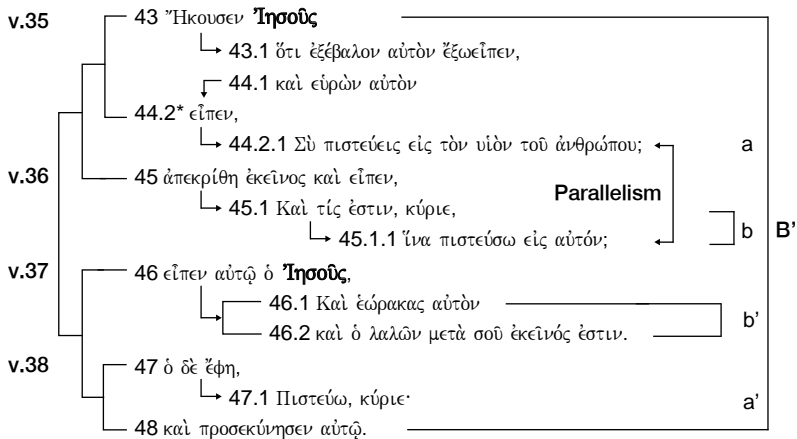 v.35 43 Ἤκουσεν Ἰησοῦς
43.1 ὅτι ἐξέβαλον αὐτὸν ἔξωεἶπεν,
44.1 καὶ εὑρὼν αὐτὸν
44.2* εἶπεν,
44.2.1 Σὺ πιστεύεις εἰς τὸν υἱὸν τοῦ ἀνθρώπου; a
v.36 45 ἀπεκρίθη ἐκεῖνος καὶ εἶπεν,
Parallelism
45.1 Καὶ τίς ἐστιν, κύριε,
45.1.1 ἵνα πιστεύσω εἰς αὐτόν; b B'
v.37 46 εἶπεν αὐτῷ ὁ Ἰησοῦς,
46.1 Καὶ ἑώρακας αὐτὸν
46.2 καὶ ὁ λαλῶν μετὰ σοῦ ἐκεῖνός ἐστιν. b'
v.38 47 ὁ δὲ ἔφη,
47.1 Πιστεύω, κύριε· a'
48 καὶ προσεκύνησεν αὐτῷ.